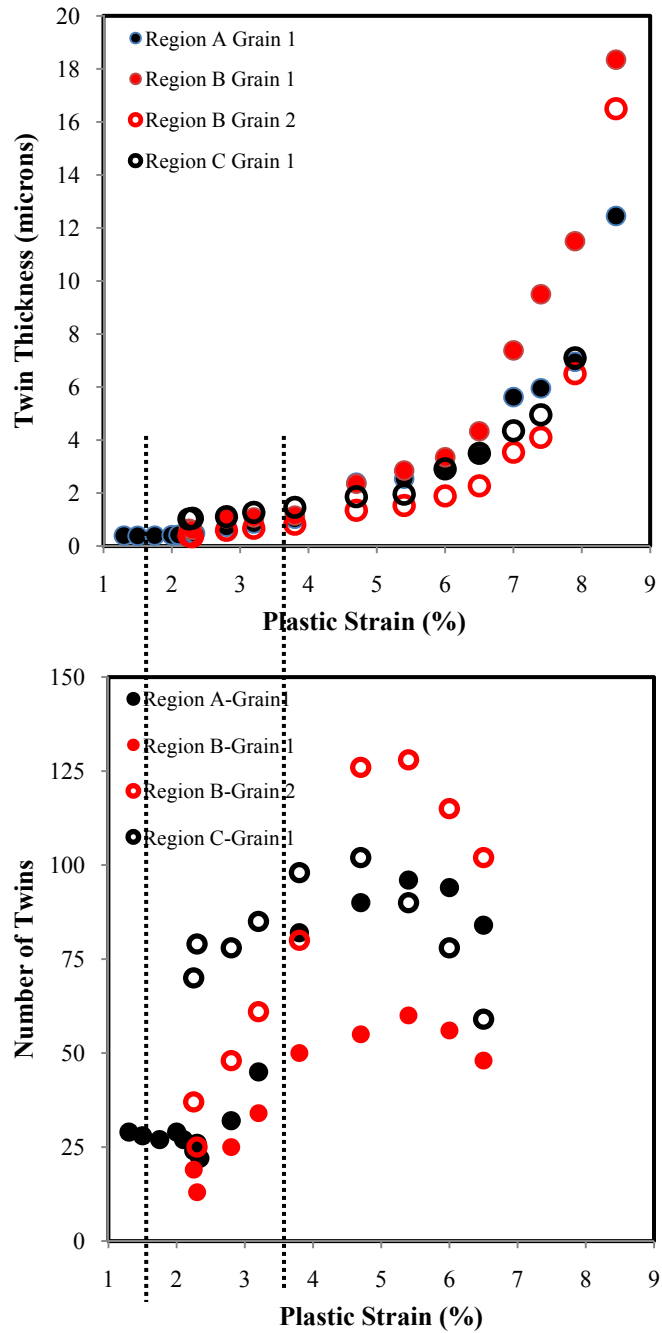 20
18
16
14
12
10
8
6
4
2
0
Twin Thickness (microns)
Region A Grain 1
Region B Grain 1
Region B Grain 2
Region C Grain 1
1 2 3 4 5 6 7 8 9
Plastic Strain (%)
150
125
100
75
50
25
0
Number of Twins
Region A-Grain1
Region B-Grain 1
Region B-Grain 2
Region C-Grain 1
1 2 3 4 5 6 7 8 9
Plastic Strain (%)